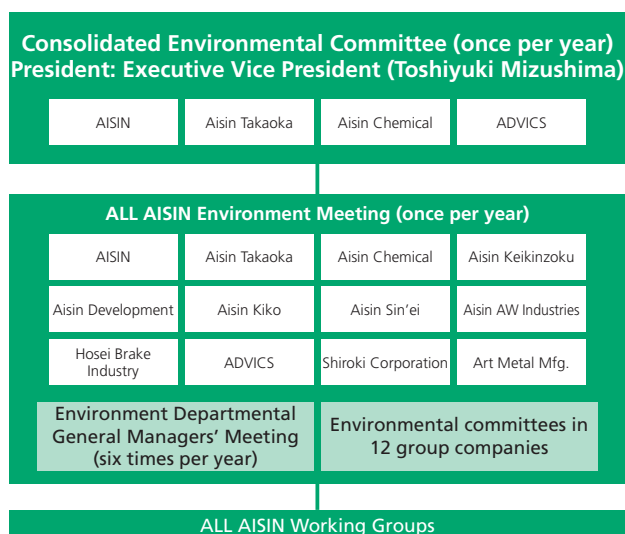 Consolidated Environmental Committee (once per year)
President: Executive Vice President (Toshiyuki Mizushima)
AISIN
Aisin Takaoka
Aisin Chemical
ADVICS
ALL AISIN Environment Meeting (once per year)
AISIN
Aisin Takaoka
Aisin Chemical
Aisin Keikinzoku
Aisin Development
Aisin Kiko
Aisin Sin’ei
Aisin AW Industries
Hosei Brake
Industry
ADVICS
Shiroki Corporation
Art Metal Mfg.
Environment Departmental
General Managers’ Meeting
(six times per year)
Environmental committees in
12 group companies
ALL AISIN Working Groups